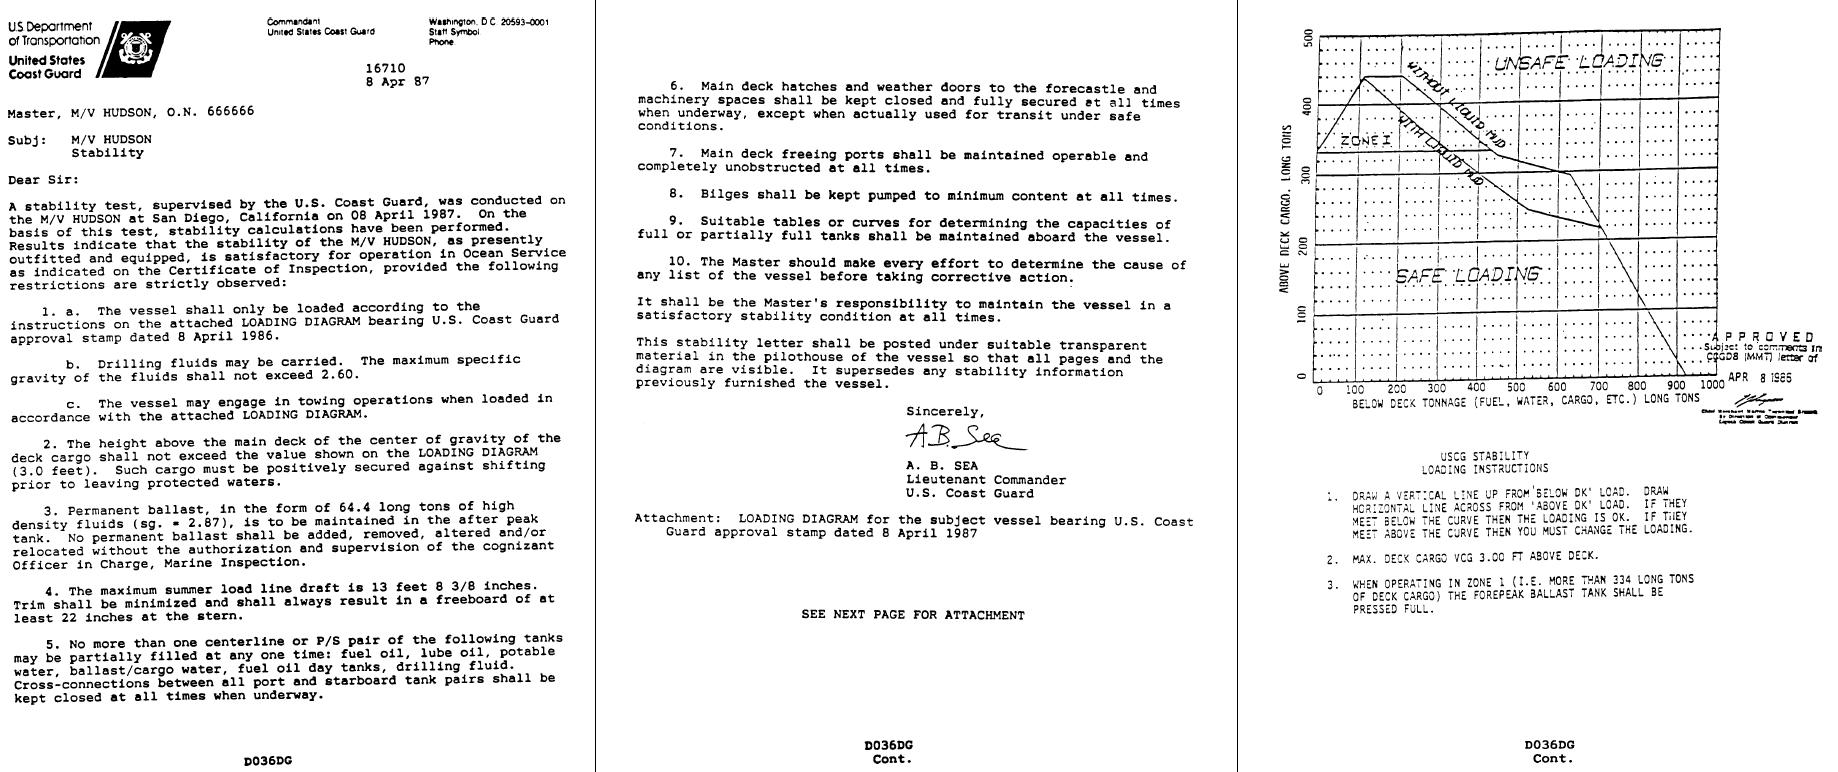 U.S. Department
of Transportation
United States
Coast Guard
Commandant
United States Coast Guard
Washington, D C 20593-0001
Staff Symbol
Phone
16710
8 Apr 87
Master, M/V HUDSON, O.N. 666666
Subj: M/V HUDSON
Stability
Dear Sir:
A stability test, supervised by the U.S. Coast Guard, was conducted on
the M/V HUDSON at San Diego, California on 08 April 1987. On the
basis of this test, stability calculations have been performed.
Results indicate that the stability of the M/V HUDSON, as presently
outfitted and equipped, is satisfactory for operation in Ocean Service
as indicated on the Certificate of Inspection, provided the following
restrictions are strictly observed:
1. a. The vessel shall only be loaded according to the
instructions on the attached LOADING DIAGRAM bearing U.S. Coast Guard
approval stamp dated 8 April 1986.
b. Drilling fluids may be carried. The maximum specific
gravity of the fluids shall not exceed 2.60.
c. The vessel may engage in towing operations when loaded in
accordance with the attached LOADING DIAGRAM.
2. The height above the main deck of the center of gravity of the
deck cargo shall not exceed the value shown on the LOADING DIAGRAM
(3.0 feet). Such cargo must be positively secured against shifting
prior to leaving protected waters.
3. Permanent ballast, in the form of 64.4 long tons of high
density fluids (sg. = 2.87), is to be maintained in the after peak
tank. No permanent ballast shall be added, removed, altered and/or
relocated without the authorization and supervision of the cognizant
Officer in Charge, Marine Inspection.
4. The maximum summer load line draft is 13 feet 8 3/8 inches.
Trim shall be minimized and shall always result in a freeboard of at
least 22 inches at the stern.
5. No more than one centerline or P/S pair of the following tanks
may be partially filled at any one time: fuel oil, lube oil, potable
water, ballast/cargo water, fuel oil day tanks, drilling fluid.
Cross-connections between all port and starboard tank pairs shall be
kept closed at all times when underway.
D036DG
6. Main deck hatches and weather doors to the forecastle and
machinery spaces shall be kept closed and fully secured at all times
when underway, except when actually used for transit under safe
conditions.
7. Main deck freeing ports shall be maintained operable and
completely unobstructed at all times.
8. Bilges shall be kept pumped to minimum content at all times.
9. Suitable tables or curves for determining the capacities of
full or partially full tanks shall be maintained aboard the vessel.
10. The Master should make every effort to determine the cause of
any list of the vessel before taking corrective action.
It shall be the Master's responsibility to maintain the vessel in a
satisfactory stability condition at all times.
This stability letter shall be posted under suitable transparent
material in the pilothouse of the vessel so that all pages and the
diagram are visible. It supersedes any stability information
previously furnished the vessel.
Sincerely,
A.B. Sea
A. B. SEA
Lieutenant Commander
U.S. Coast Guard
Attachment: LOADING DIAGRAM for the subject vessel bearing U.S. Coast
Guard approval stamp dated 8 April 1987
SEE NEXT PAGE FOR ATTACHMENT
D036DG
Cont.
UNSAFE LOADING
WITHOUT LIQUID MUD
WITH LIQUID MUD
ZONE I
SAFE LOADING
ABOVE DECK CARGO. LONG TONS
500
400
300
200
100
0
0 100 200 300 400 500 600 700 800 900 1000
BELOW DECK TONNAGE (FUEL, WATER, CARGO, ETC.) LONG TONS
APPROVED
Subject to comments in
CGD8 (MMT) letter of
APR 8 1986
USCG STABILITY
LOADING INSTRUCTIONS
1. DRAW A VERTICAL LINE UP FROM 'BELOW DK' LOAD. DRAW
HORIZONTAL LINE ACROSS FROM 'ABOVE DK' LOAD. IF THEY
MEET BELOW THE CURVE THEN THE LOADING IS OK. IF THEY
MEET ABOVE THE CURVE THEN YOU MUST CHANGE THE LOADING.
2. MAX. DECK CARGO VCG 3.00 FT ABOVE DECK.
3. WHEN OPERATING IN ZONE 1 (I.E. MORE THAN 334 LONG TONS
OF DECK CARGO) THE FOREPEAK BALLAST TANK SHALL BE
PRESSED FULL.
D036DG
Cont.